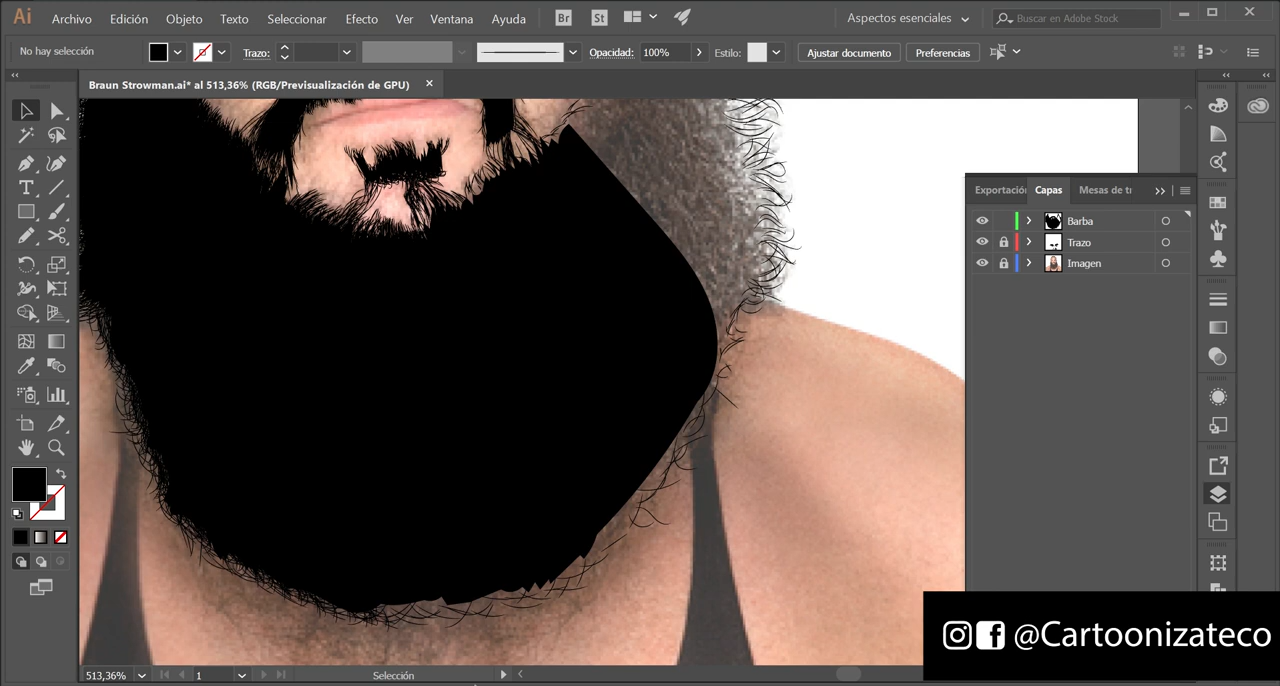 Ai Archivo Edición Objeto Texto Seleccionar Efecto Ver Ventana Ayuda Br St Aspectos esenciales Buscar en Adobe Stock
No hay selección Trazo: Opacidad: 100% Estilo: Ajustar documento Preferencias
Braun Strowman.ai* al 513,36% (RGB/Previsualización de GPU)
Exportación Capas Mesas de tr
Barba
Trazo
Imagen
@Cartoonizateco
513,36% 1 Selección